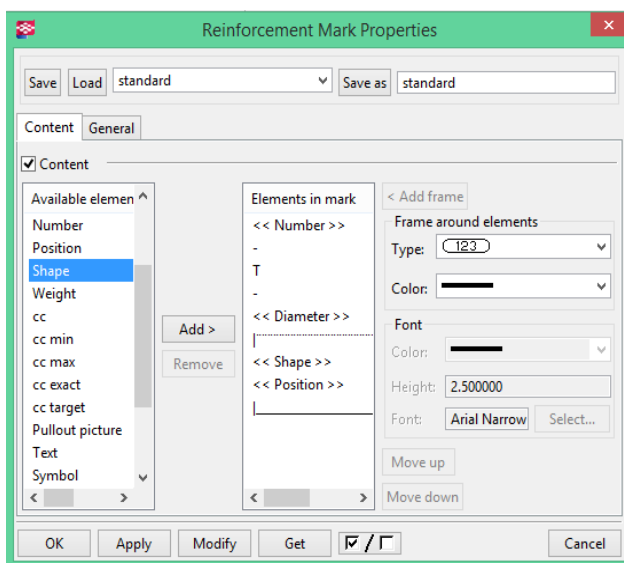 Reinforcement Mark Properties
Save Load standard Save as standard
Content General
Content
Available elemen
Number
Position
Shape
Weight
cc
cc min
cc max
cc exact
cc target
Pullout picture
Text
Symbol
Add >
Remove
Elements in mark
<< Number >>
-
T
-
<< Diameter >>
<< Shape >>
<< Position >>
< Add frame
Frame around elements
Type: 123
Color:
Font
Color:
Height: 2.500000
Font: Arial Narrow Select...
Move up
Move down
OK Apply Modify Get / Cancel